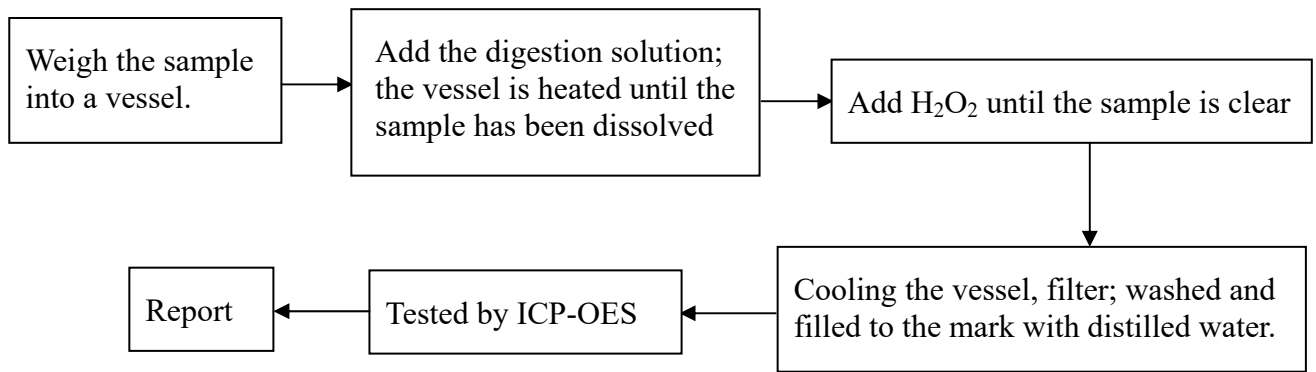 Weigh the sample
into a vessel.
Add the digestion solution;
the vessel is heated until the
sample has been dissolved
Add H₂O₂ until the sample is clear
Cooling the vessel, filter; washed and
filled to the mark with distilled water.
Tested by ICP-OES
Report